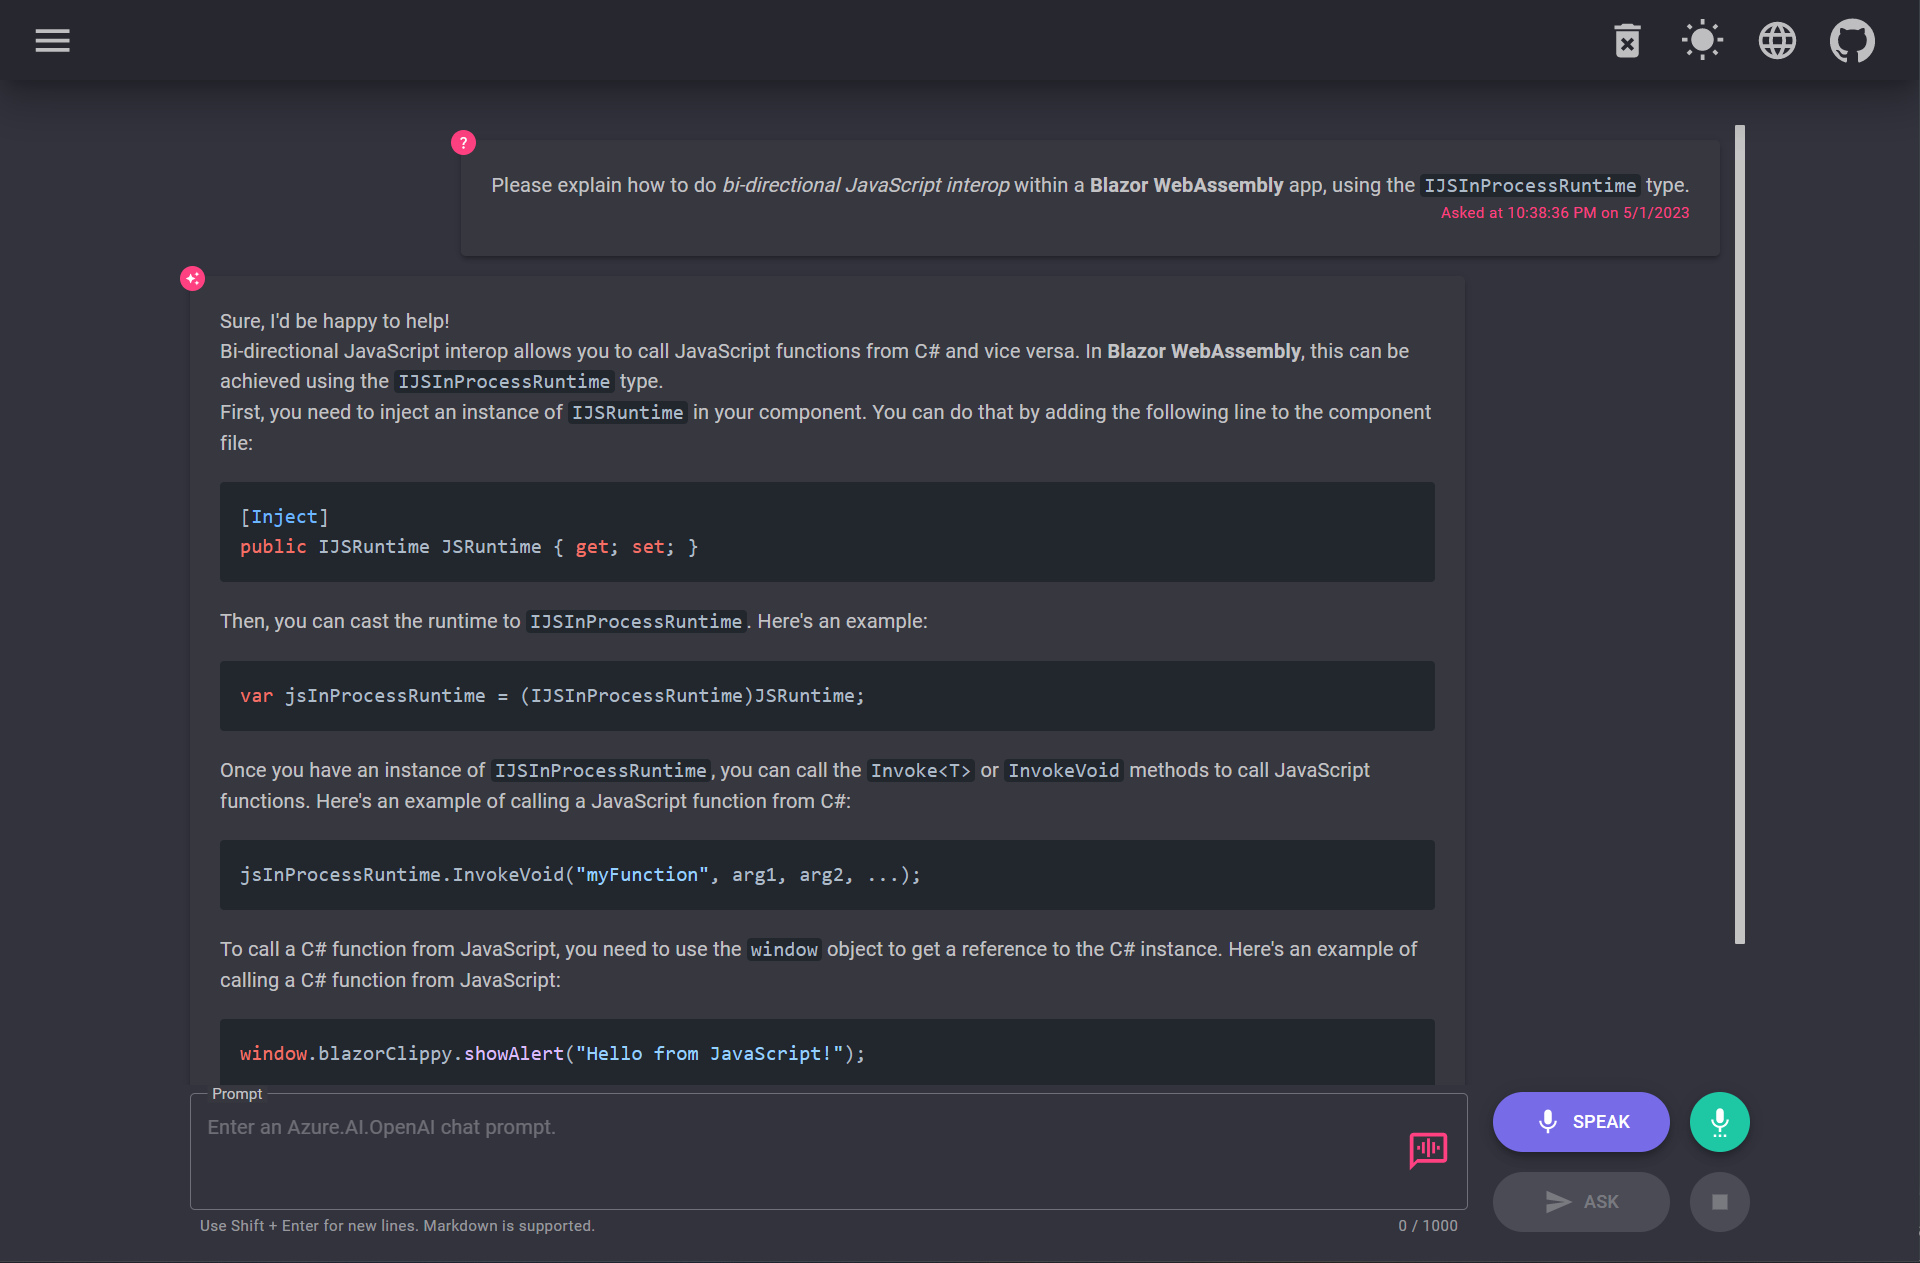 Please explain how to do bi-directional JavaScript interop within a Blazor WebAssembly app, using the IJSInProcessRuntime type.
Asked at 10:38:36 PM on 5/1/2023
Sure, I'd be happy to help!
Bi-directional JavaScript interop allows you to call JavaScript functions from C# and vice versa. In Blazor WebAssembly, this can be
achieved using the IJSInProcessRuntime type.
First, you need to inject an instance of IJSRuntime in your component. You can do that by adding the following line to the component
file:
[Inject]
public IJSRuntime JSRuntime { get; set; }
Then, you can cast the runtime to IJSInProcessRuntime. Here's an example:
var jsInProcessRuntime = (IJSInProcessRuntime)JSRuntime;
Once you have an instance of IJSInProcessRuntime, you can call the Invoke<T> or InvokeVoid methods to call JavaScript
functions. Here's an example of calling a JavaScript function from C#:
jsInProcessRuntime.InvokeVoid("myFunction", arg1, arg2, ...);
To call a C# function from JavaScript, you need to use the window object to get a reference to the C# instance. Here's an example of
calling a C# function from JavaScript:
window.blazorClippy.showAlert("Hello from JavaScript!");
Prompt
Enter an Azure.AI.OpenAI chat prompt.
Use Shift + Enter for new lines. Markdown is supported.
0 / 1000
SPEAK
ASK